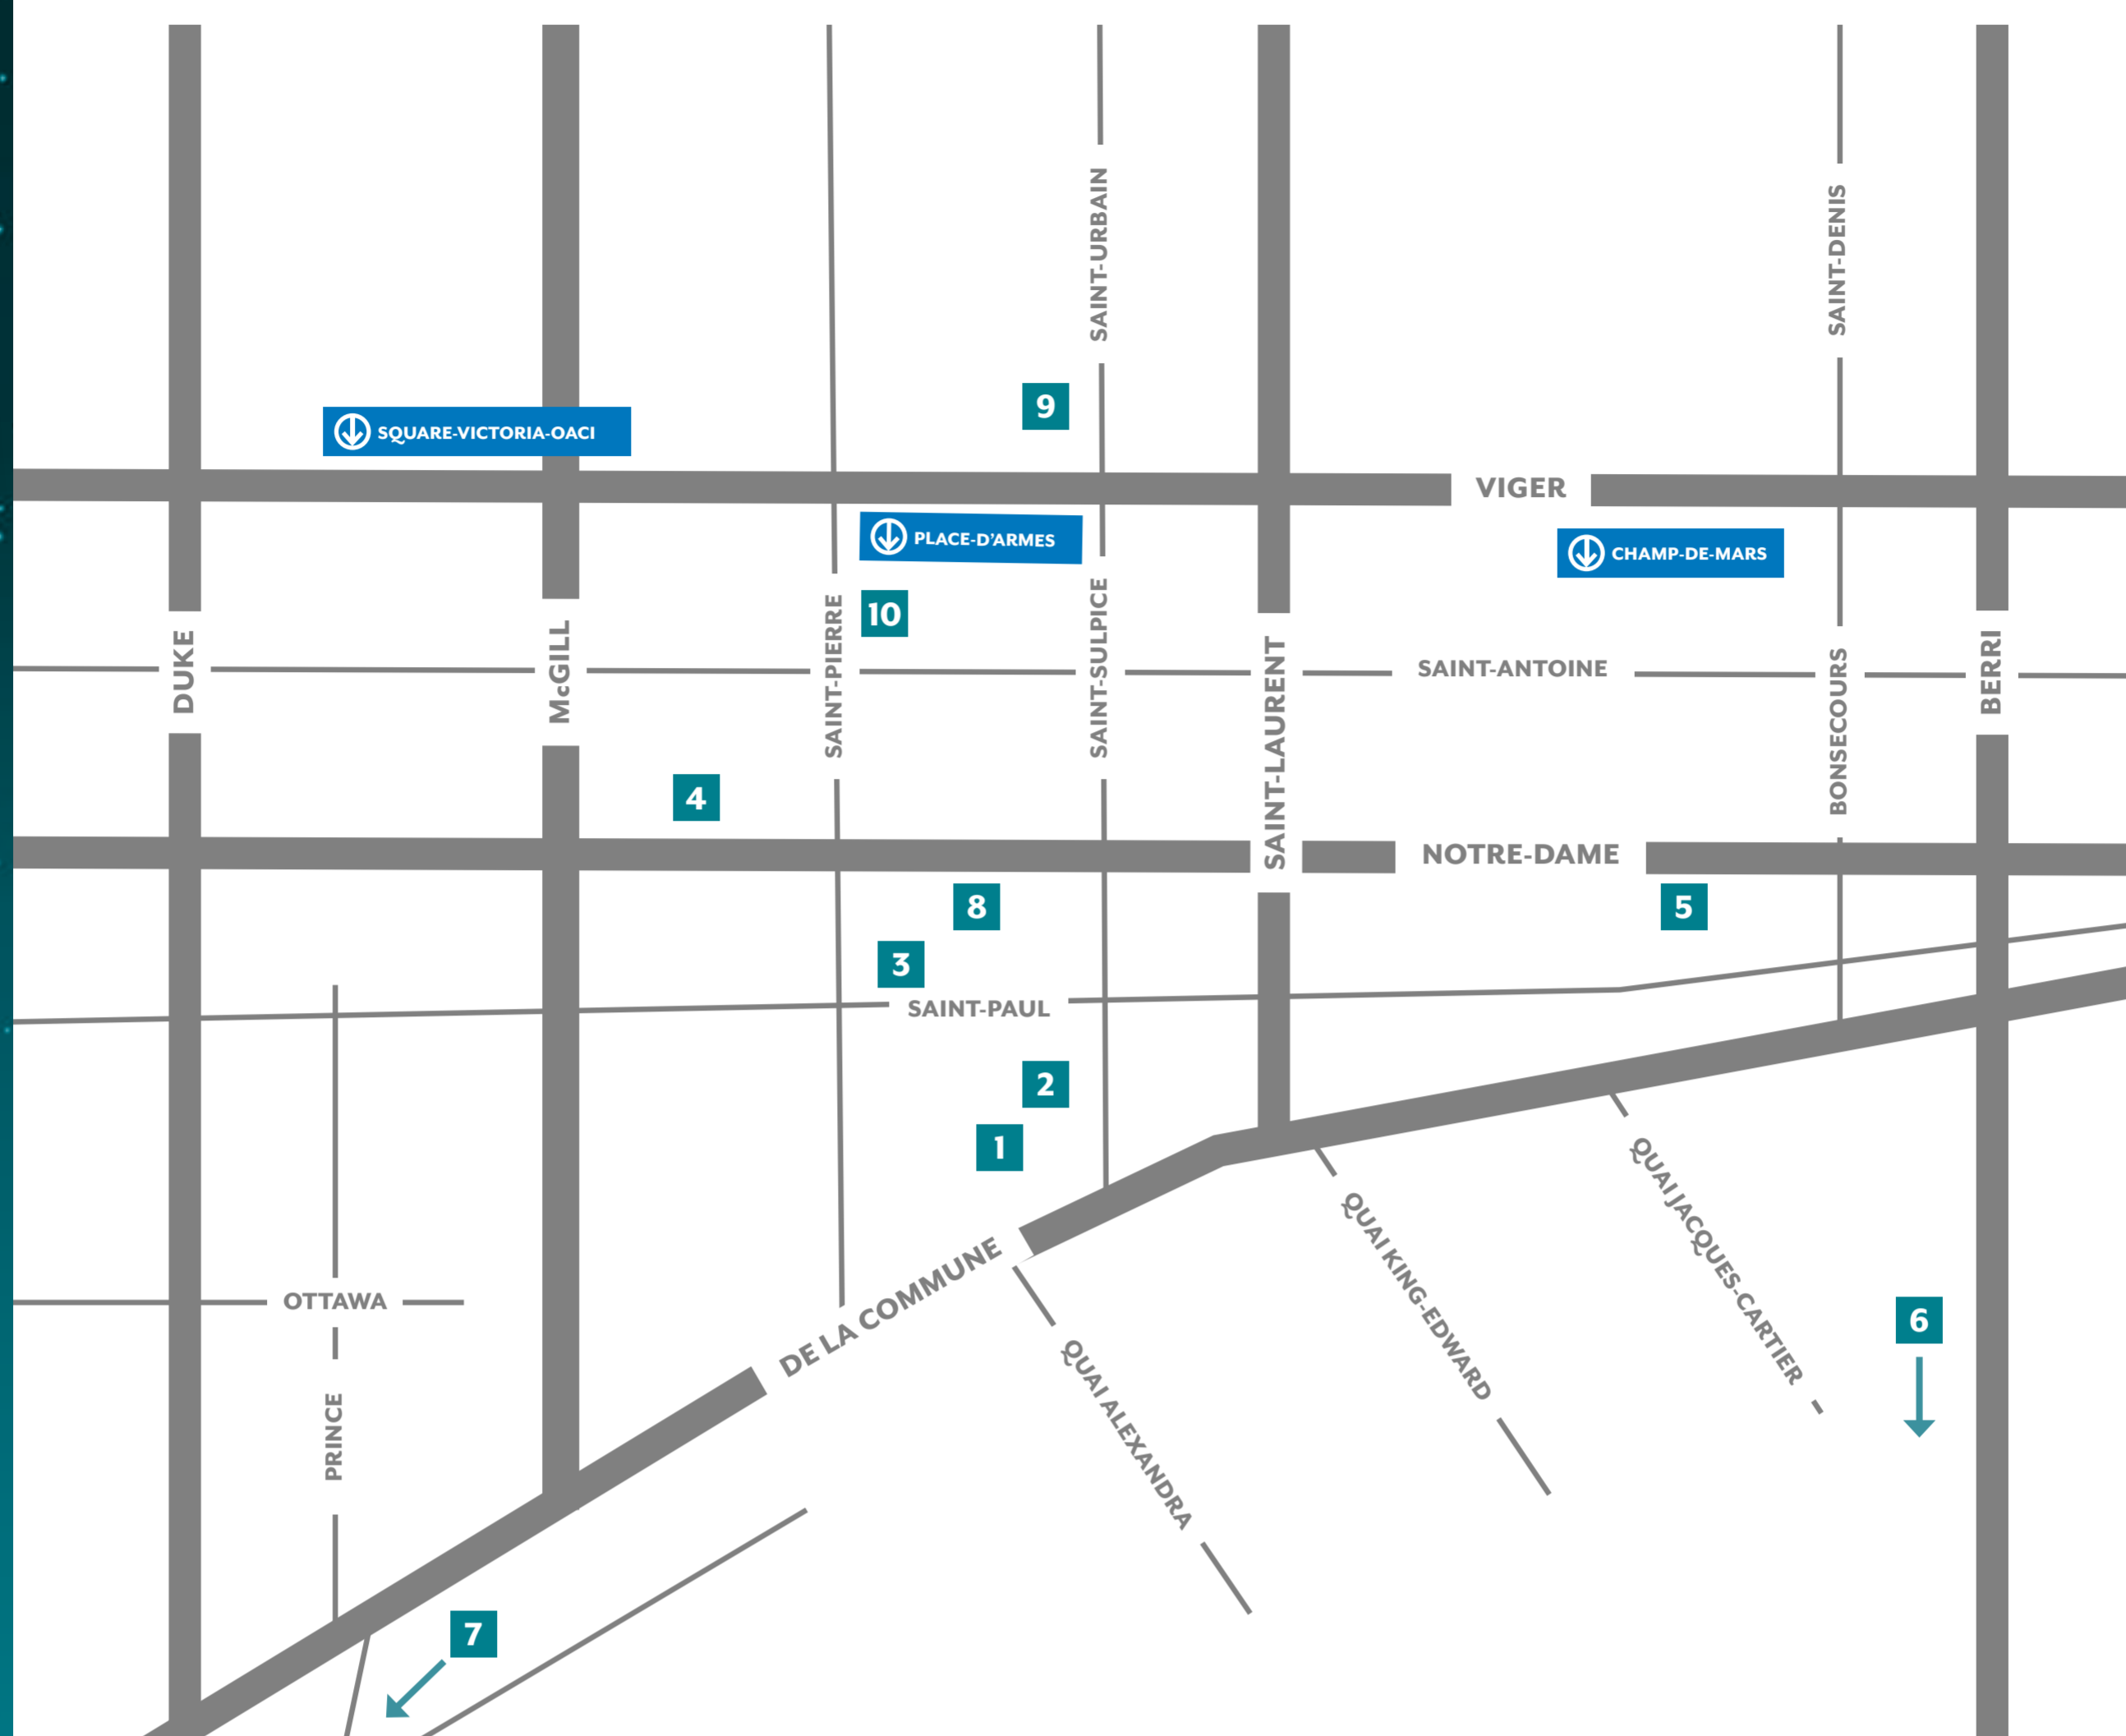 SAINT-URBAIN
SAINT-DENIS
9
SQUARE-VICTORIA-OACI
VIGER
PLACE-D'ARMES
CHAMP-DE-MARS
10
DUKE
McGILL
SAINT-PIERRE
SAINT-SULPICE
SAINT-LAURENT
SAINT-ANTOINE
BONSECOURS
BERRI
4
NOTRE-DAME
8
5
3
SAINT-PAUL
2
1
OTTAWA
DE LA COMMUNE
QUAI JACQUES-CARTIER
QUAI KING-EDWARD
6
PRINCE
QUAI ALEXANDRA
7